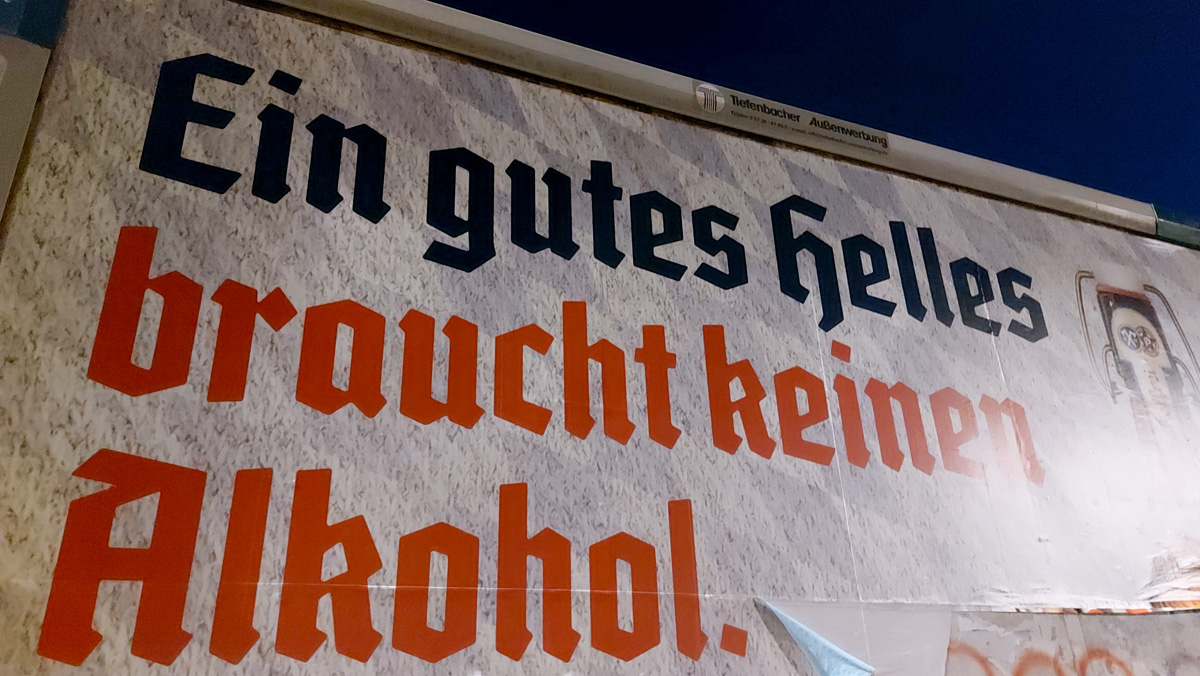 Tiefenbacher Außenwerbung
Ein gutes Helles
braucht keinen
Alkohol.